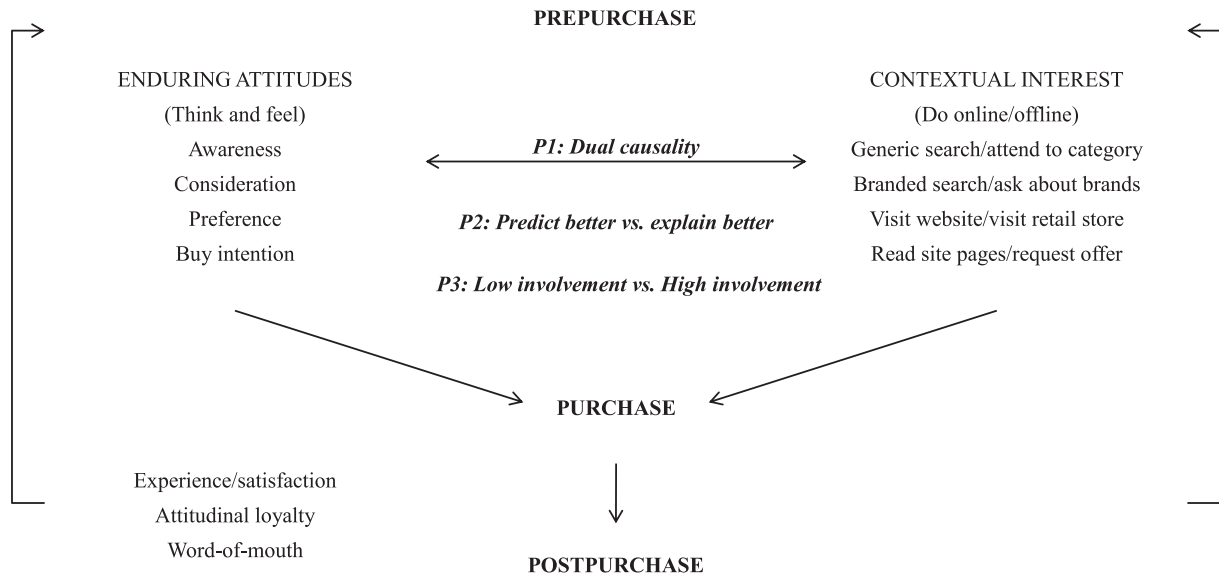 PREPURCHASE
ENDURING ATTITUDES
(Think and feel)
Awareness
Consideration
Preference
Buy intention
P1: Dual causality
P2: Predict better vs. explain better
P3: Low involvement vs. High involvement
CONTEXTUAL INTEREST
(Do online/offline)
Generic search/attend to category
Branded search/ask about brands
Visit website/visit retail store
Read site pages/request offer
PURCHASE
Experience/satisfaction
Attitudinal loyalty
Word-of-mouth
POSTPURCHASE